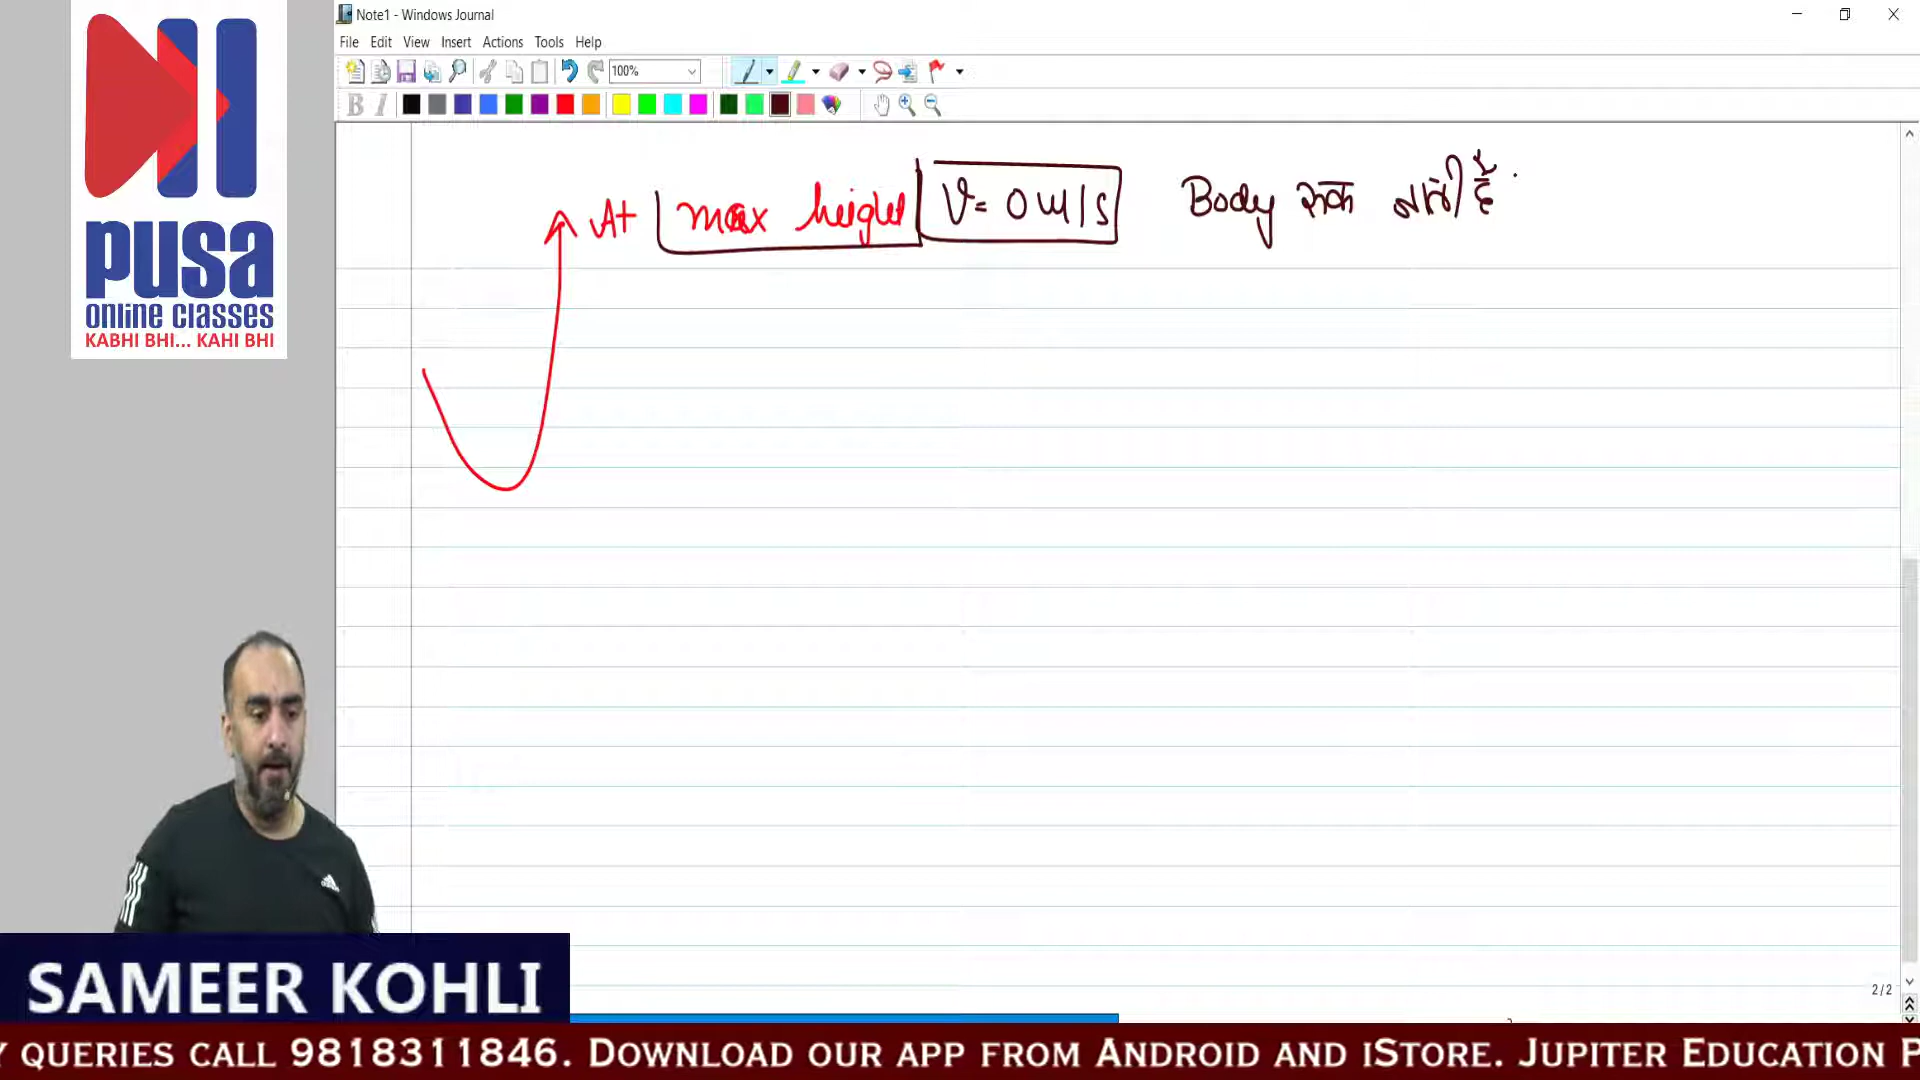 Note1 - Windows Journal
File Edit View Insert Actions Tools Help
100%
B I
PUSA
online classes
KABHI BHI... KAHI BHI
At max height V= 0 m/s Body रुक
SAMEER KOHLI
2 / 2
Y QUERIES CALL 9818311846. DOWNLOAD OUR APP FROM ANDROID AND iSTORE. JUPITER EDUCATION P